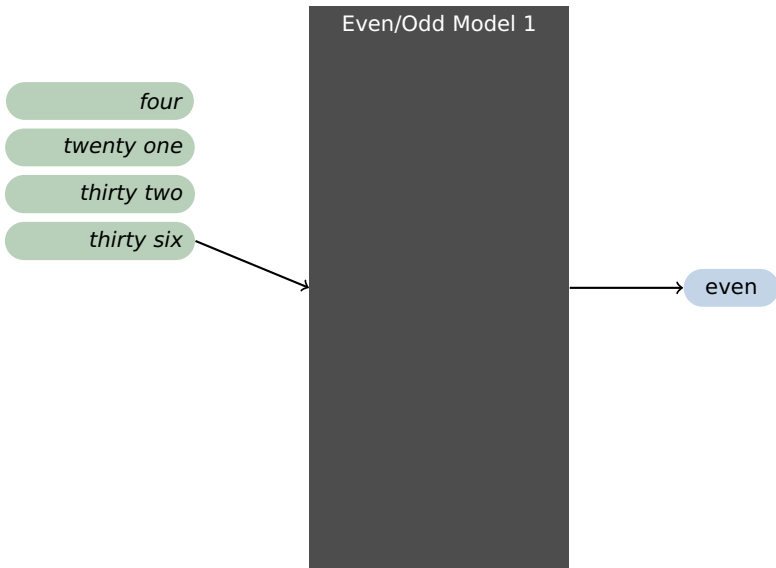 Even/Odd Model 1
four
twenty one
thirty two
thirty six
even